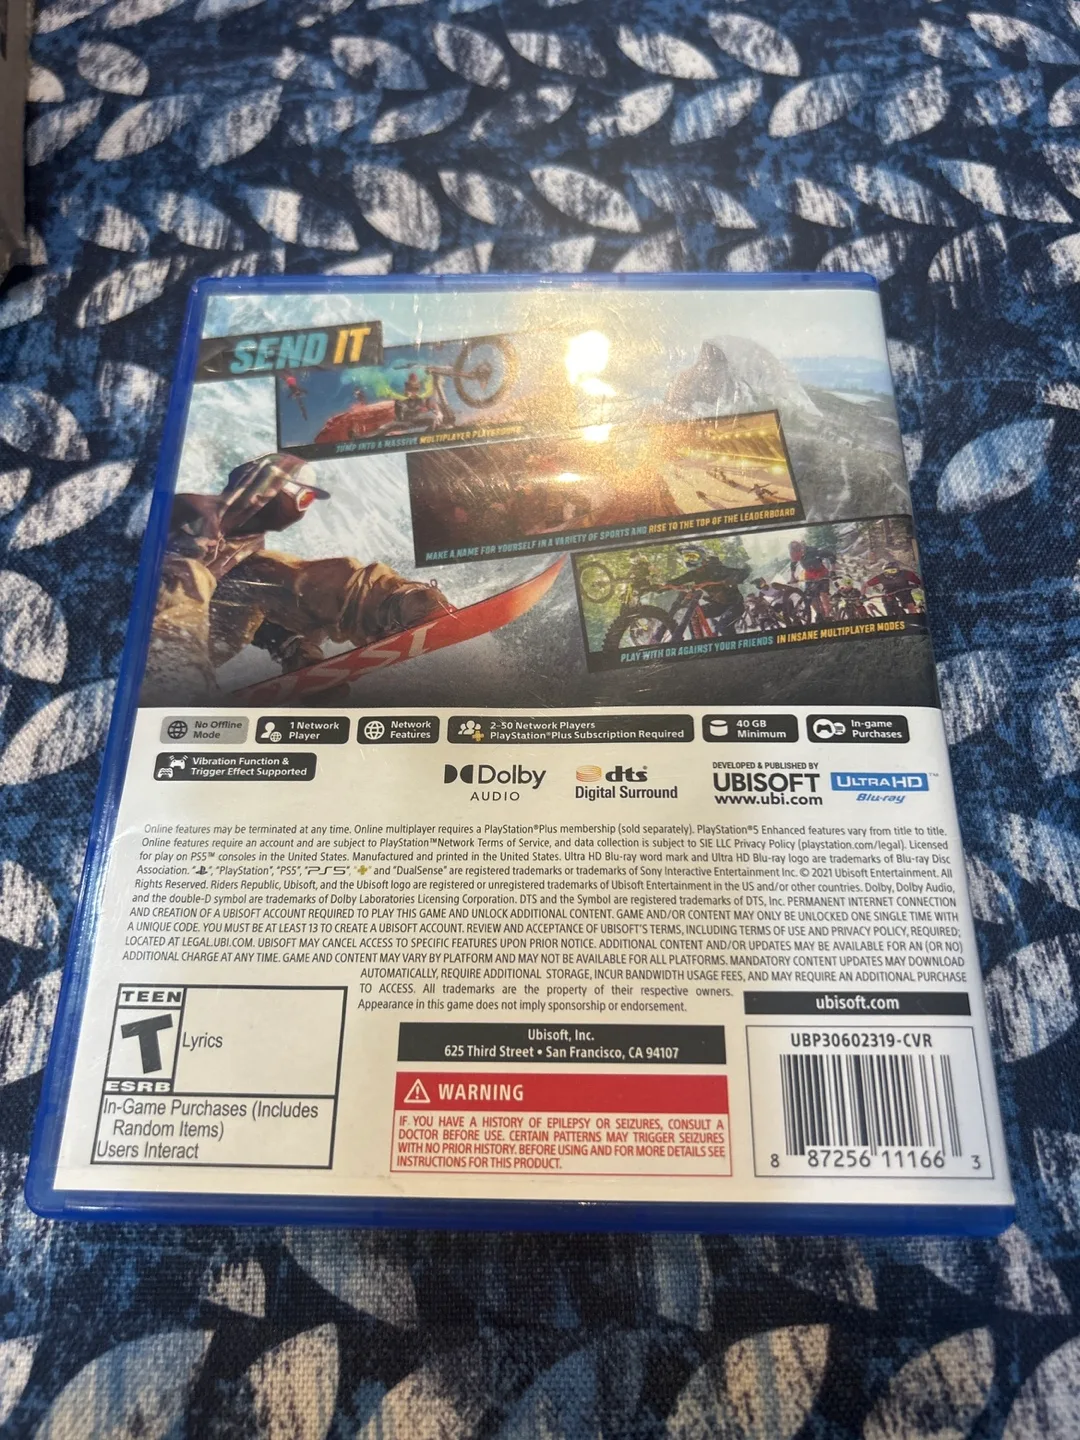 SEND IT
JUMP INTO A MASSIVE MULTIPLAYER PLAYGROUND
MAKE A NAME FOR YOURSELF IN A VARIETY OF SPORTS AND RISE TO THE TOP OF THE LEADERBOARD
PLAY WITH OR AGAINST YOUR FRIENDS IN INSANE MULTIPLAYER MODES
No Offline
Mode
1 Network
Player
Network
Features
2-50 Network Players
PlayStation®Plus Subscription Required
40 GB
Minimum
In-game
Purchases
Vibration Function &
Trigger Effect Supported
Dolby
AUDIO
dts
Digital Surround
DEVELOPED & PUBLISHED BY
UBISOFT
www.ubi.com
ULTRA HD™
Blu-ray
Online features may be terminated at any time. Online multiplayer requires a PlayStation®Plus membership (sold separately). PlayStation®5 Enhanced features vary from title to title.
Online features require an account and are subject to PlayStation™Network Terms of Service, and data collection is subject to SIE LLC Privacy Policy (playstation.com/legal). Licensed
for play on PS5™ consoles in the United States. Manufactured and printed in the United States. Ultra HD Blu-ray word mark and Ultra HD Blu-ray logo are trademarks of Blu-ray Disc
Association. " ", "PlayStation", "PS5", "PS5", " " and "DualSense" are registered trademarks or trademarks of Sony Interactive Entertainment Inc. © 2021 Ubisoft Entertainment. All
Rights Reserved. Riders Republic, Ubisoft, and the Ubisoft logo are registered or unregistered trademarks of Ubisoft Entertainment in the US and/or other countries. Dolby, Dolby Audio,
and the double-D symbol are trademarks of Dolby Laboratories Licensing Corporation. DTS and the Symbol are registered trademarks of DTS, Inc. PERMANENT INTERNET CONNECTION
AND CREATION OF A UBISOFT ACCOUNT REQUIRED TO PLAY THIS GAME AND UNLOCK ADDITIONAL CONTENT. GAME AND/OR CONTENT MAY ONLY BE UNLOCKED ONE SINGLE TIME WITH
A UNIQUE CODE. YOU MUST BE AT LEAST 13 TO CREATE A UBISOFT ACCOUNT. REVIEW AND ACCEPTANCE OF UBISOFT'S TERMS, INCLUDING TERMS OF USE AND PRIVACY POLICY, REQUIRED;
LOCATED AT LEGAL.UBI.COM. UBISOFT MAY CANCEL ACCESS TO SPECIFIC FEATURES UPON PRIOR NOTICE. ADDITIONAL CONTENT AND/OR UPDATES MAY BE AVAILABLE FOR AN (OR NO)
ADDITIONAL CHARGE AT ANY TIME. GAME AND CONTENT MAY VARY BY PLATFORM AND MAY NOT BE AVAILABLE FOR ALL PLATFORMS. MANDATORY CONTENT UPDATES MAY DOWNLOAD
AUTOMATICALLY, REQUIRE ADDITIONAL STORAGE, INCUR BANDWIDTH USAGE FEES, AND MAY REQUIRE AN ADDITIONAL PURCHASE
TO ACCESS. All trademarks are the property of their respective owners.
Appearance in this game does not imply sponsorship or endorsement.
ubisoft.com
TEEN
T
ESRB
Lyrics
In-Game Purchases (Includes
Random Items)
Users Interact
Ubisoft, Inc.
625 Third Street • San Francisco, CA 94107
WARNING
IF YOU HAVE A HISTORY OF EPILEPSY OR SEIZURES, CONSULT A
DOCTOR BEFORE USE. CERTAIN PATTERNS MAY TRIGGER SEIZURES
WITH NO PRIOR HISTORY. BEFORE USING AND FOR MORE DETAILS SEE
INSTRUCTIONS FOR THIS PRODUCT.
UBP30602319-CVR
8 87256 11166 3